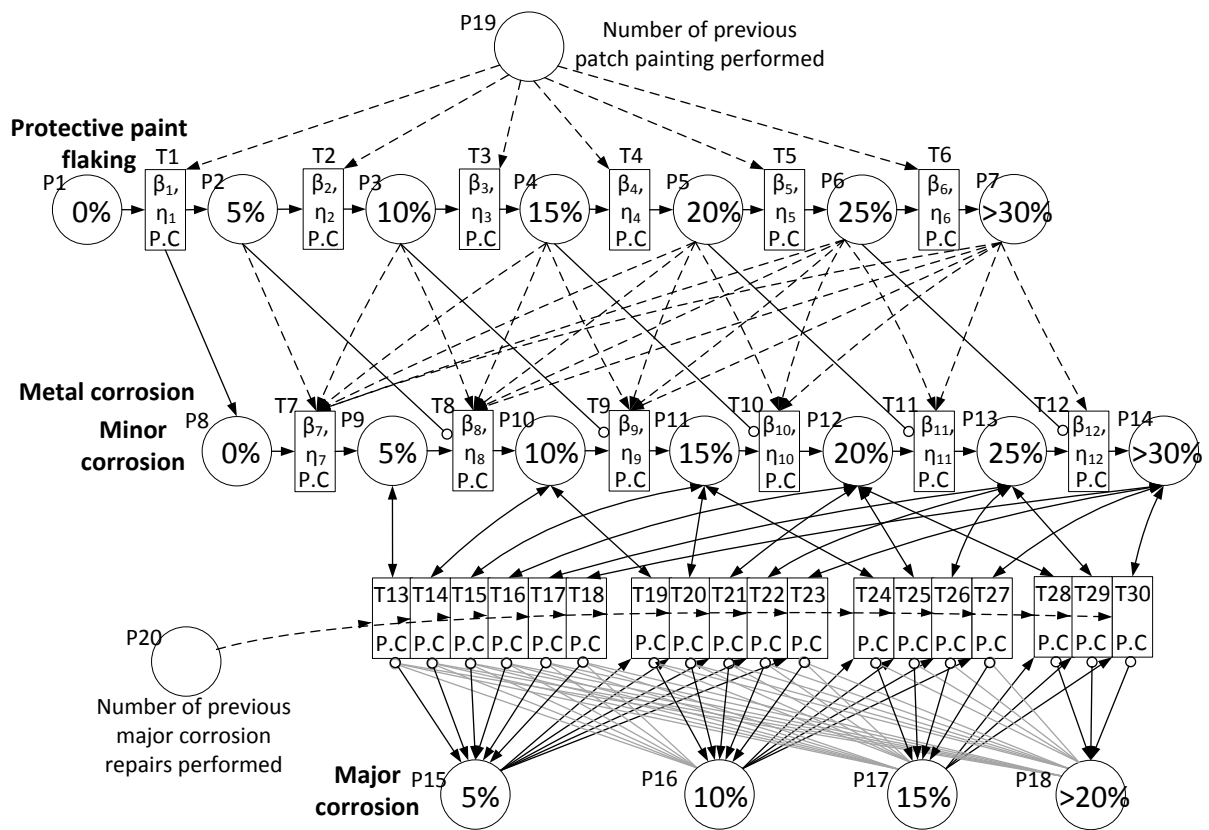 P19
Number of previous
patch painting performed
Protective paint
flaking
P1
0%
T1
β1,
η1
P.C
P2
5%
T2
β2,
η2
P.C
P3
10%
T3
β3,
η3
P.C
P4
15%
T4
β4,
η4
P.C
P5
20%
T5
β5,
η5
P.C
P6
25%
T6
β6,
η6
P.C
P7
>30%
Metal corrosion
Minor
corrosion
P8
0%
T7
β7,
η7
P.C
P9
5%
T8
β8,
η8
P.C
P10
10%
T9
β9,
η9
P.C
P11
15%
T10
β10,
η10
P.C
P12
20%
T11
β11,
η11
P.C
P13
25%
T12
β12,
η12
P.C
P14
>30%
T13 T14 T15 T16 T17 T18 T19 T20 T21 T22 T23 T24 T25 T26 T27 T28 T29 T30
P.C P.C P.C P.C P.C P.C P.C P.C P.C P.C P.C P.C P.C P.C P.C P.C P.C P.C
P20
Number of previous
major corrosion
repairs performed
Major
corrosion
P15
5%
P16
10%
P17
15%
P18
>20%